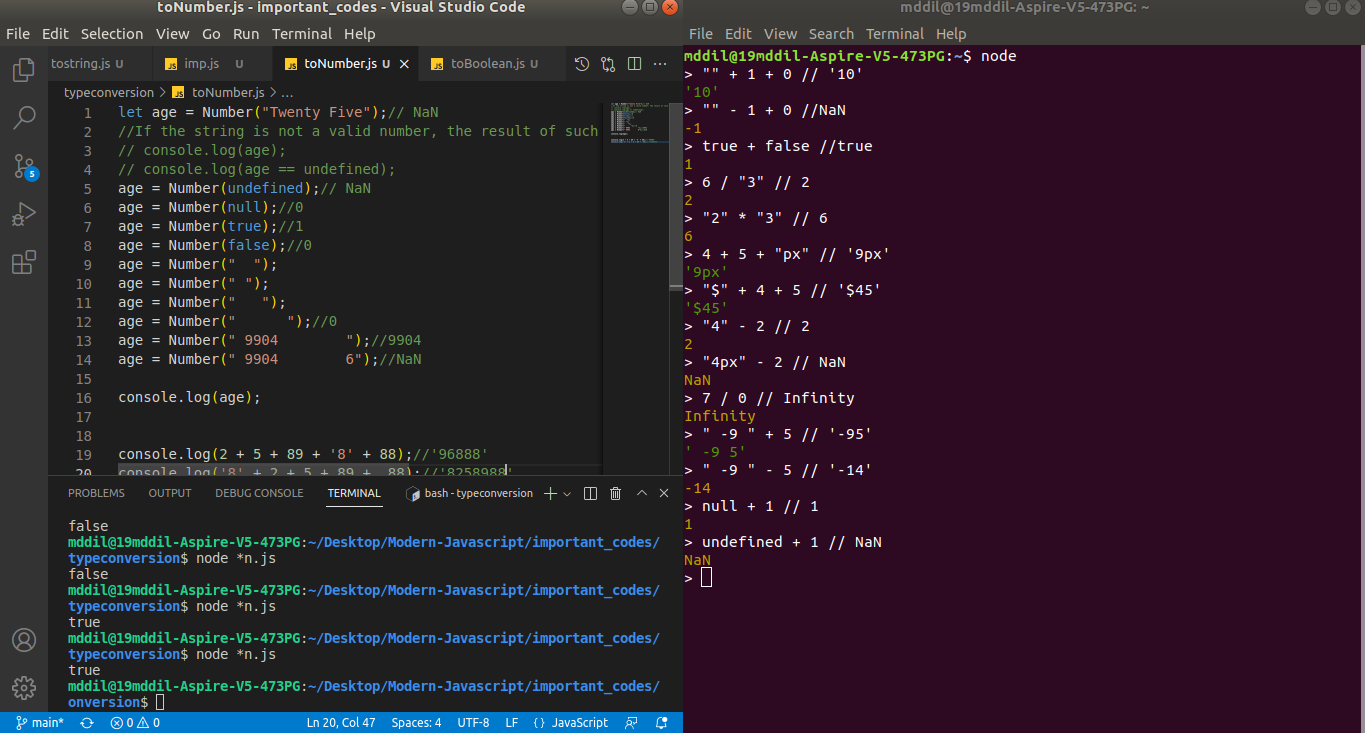 toNumber.js - important_codes - Visual Studio Code
File Edit Selection View Go Run Terminal Help
tostring.js U imp.js U toNumber.js U toBoolean.js U
typeconversion > toNumber.js > ...
1 let age = Number("Twenty Five");// NaN
2 //If the string is not a valid number, the result of such
3 // console.log(age);
4 // console.log(age == undefined);
5 age = Number(undefined);// NaN
6 age = Number(null);//0
7 age = Number(true);//1
8 age = Number(false);//0
9 age = Number("  ");
10 age = Number(" ");
11 age = Number("   ");
12 age = Number("      ");//0
13 age = Number(" 9904        ");//9904
14 age = Number(" 9904        6");//NaN
15
16 console.log(age);
17
18
19 console.log(2 + 5 + 89 + '8' + 88);//'96888'
20 console.log('8' + 2 + 5 + 89 +  88);//'8258988'
PROBLEMS OUTPUT DEBUG CONSOLE TERMINAL bash - typeconversion
false
mddil@19mddil-Aspire-V5-473PG:~/Desktop/Modern-Javascript/important_codes/
typeconversion$ node *n.js
false
mddil@19mddil-Aspire-V5-473PG:~/Desktop/Modern-Javascript/important_codes/
typeconversion$ node *n.js
true
mddil@19mddil-Aspire-V5-473PG:~/Desktop/Modern-Javascript/important_codes/
typeconversion$ node *n.js
true
mddil@19mddil-Aspire-V5-473PG:~/Desktop/Modern-Javascript/important_codes/
onversion$
5
main* 0 0 Ln 20, Col 47 Spaces: 4 UTF-8 LF {} JavaScript
mddil@19mddil-Aspire-V5-473PG: ~
File Edit View Search Terminal Help
mddil@19mddil-Aspire-V5-473PG:~$ node
> "" + 1 + 0 // '10'
'10'
> "" - 1 + 0 //NaN
-1
> true + false //true
1
> 6 / "3" // 2
2
> "2" * "3" // 6
6
> 4 + 5 + "px" // '9px'
'9px'
> "$" + 4 + 5 // '$45'
'$45'
> "4" - 2 // 2
2
> "4px" - 2 // NaN
NaN
> 7 / 0 // Infinity
Infinity
> " -9 " + 5 // '-95'
' -9 5'
> " -9 " - 5 // '-14'
-14
> null + 1 // 1
1
> undefined + 1 // NaN
NaN
>